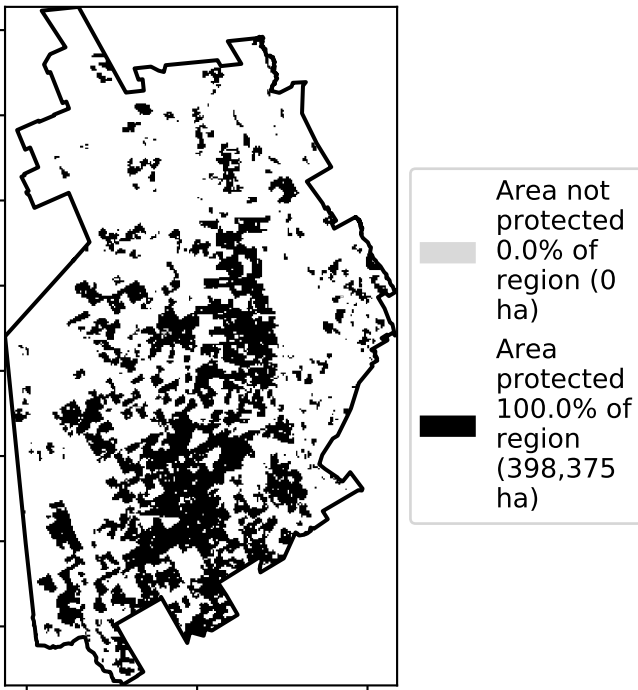 Area not
protected
0.0% of
region (0
ha)
Area
protected
100.0% of
region
(398,375
ha)